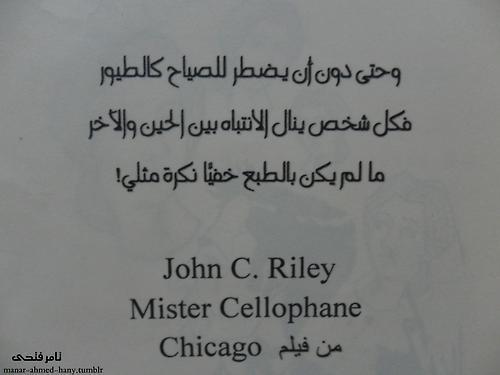 وحتى دون أن يضطر للصياح كالطيور
فكل شخص ينال الانتباه بين الحين والآخر
ما لم يكن بالطبع خفيًا نكرة مثلي!
John C. Riley
Mister Cellophane
من فيلم Chicago
تامر فتحى
manar-ahmed-hany.tumblr